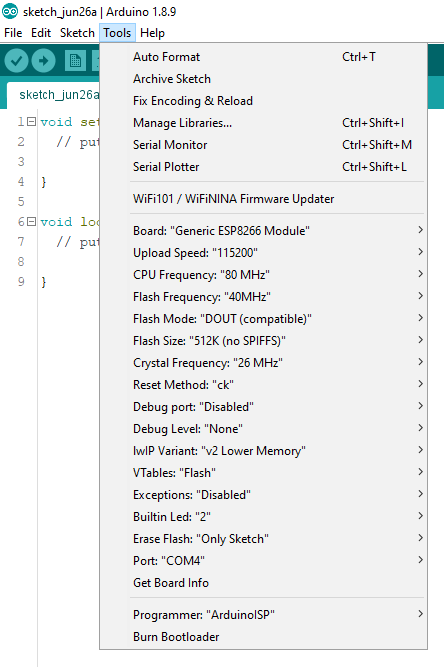 sketch_jun26a | Arduino 1.8.9
File Edit Sketch Tools Help
sketch_jun26a
Auto Format Ctrl+T
Archive Sketch
Fix Encoding & Reload
Manage Libraries... Ctrl+Shift+I
Serial Monitor Ctrl+Shift+M
Serial Plotter Ctrl+Shift+L
WiFi101 / WiFiNINA Firmware Updater
Board: "Generic ESP8266 Module"
Upload Speed: "115200"
CPU Frequency: "80 MHz"
Flash Frequency: "40MHz"
Flash Mode: "DOUT (compatible)"
Flash Size: "512K (no SPIFFS)"
Crystal Frequency: "26 MHz"
Reset Method: "ck"
Debug port: "Disabled"
Debug Level: "None"
lwIP Variant: "v2 Lower Memory"
VTables: "Flash"
Exceptions: "Disabled"
Builtin Led: "2"
Erase Flash: "Only Sketch"
Port: "COM4"
Get Board Info
Programmer: "ArduinoISP"
Burn Bootloader
1 void set
2 // put
3
4 }
5
6 void loo
7 // put
8
9 }